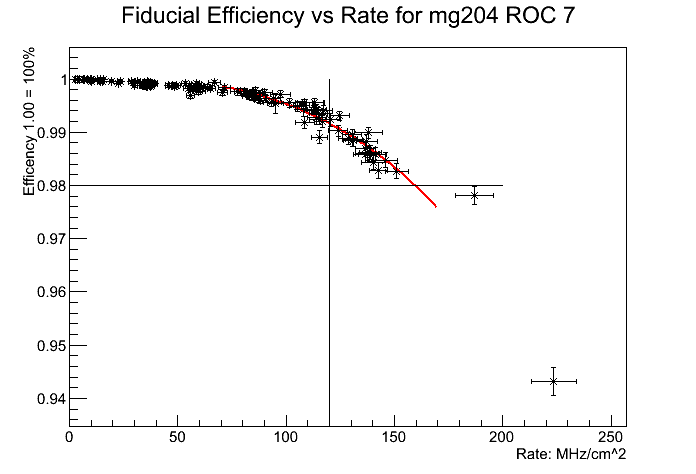 Fiducial Efficiency vs Rate for mg204 ROC 7
Efficency 1.00 = 100%
1
0.99
0.98
0.97
0.96
0.95
0.94
0 50 100 150 200 250
Rate: MHz/cm^2